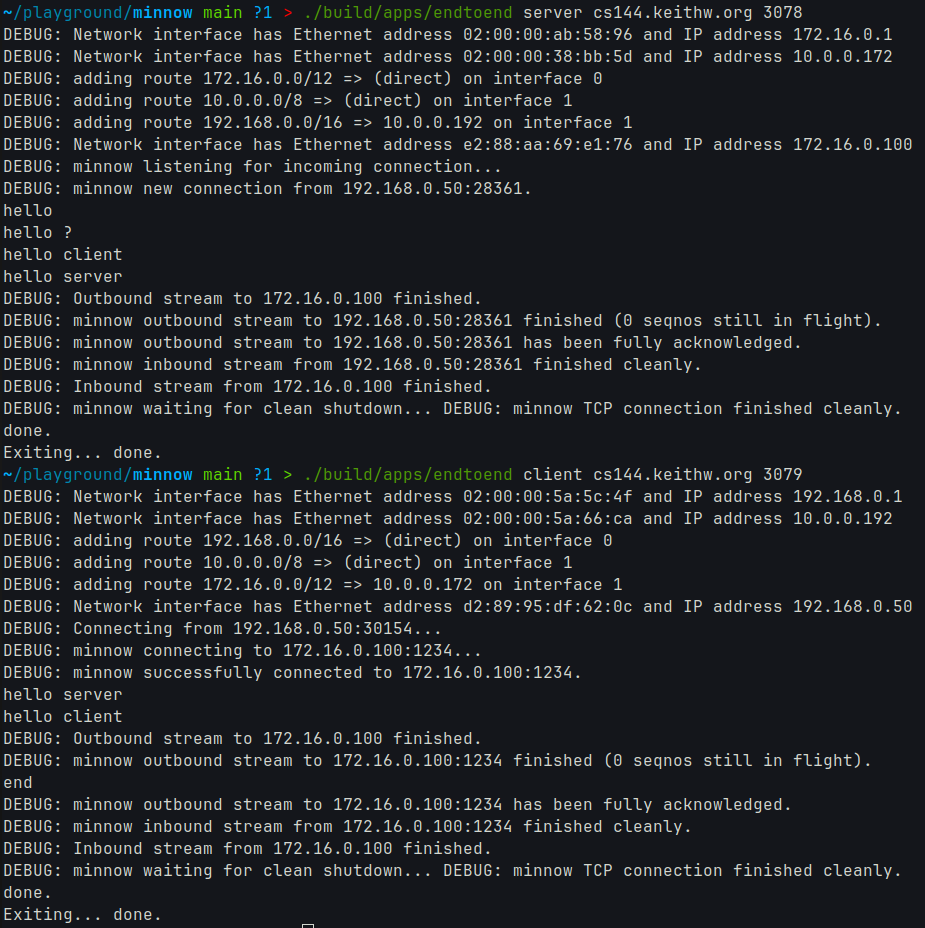 ~/playground/minnow main ?1 > ./build/apps/endtoend server cs144.keithw.org 3078
DEBUG: Network interface has Ethernet address 02:00:00:ab:58:96 and IP address 172.16.0.1
DEBUG: Network interface has Ethernet address 02:00:00:38:bb:5d and IP address 10.0.0.172
DEBUG: adding route 172.16.0.0/12 => (direct) on interface 0
DEBUG: adding route 10.0.0.0/8 => (direct) on interface 1
DEBUG: adding route 192.168.0.0/16 => 10.0.0.192 on interface 1
DEBUG: Network interface has Ethernet address e2:88:aa:69:e1:76 and IP address 172.16.0.100
DEBUG: minnow listening for incoming connection...
DEBUG: minnow new connection from 192.168.0.50:28361.
hello
hello ?
hello client
hello server
DEBUG: Outbound stream to 172.16.0.100 finished.
DEBUG: minnow outbound stream to 192.168.0.50:28361 finished (0 seqnos still in flight).
DEBUG: minnow outbound stream to 192.168.0.50:28361 has been fully acknowledged.
DEBUG: minnow inbound stream from 192.168.0.50:28361 finished cleanly.
DEBUG: Inbound stream from 172.16.0.100 finished.
DEBUG: minnow waiting for clean shutdown... DEBUG: minnow TCP connection finished cleanly.
done.
Exiting... done.
~/playground/minnow main ?1 > ./build/apps/endtoend client cs144.keithw.org 3079
DEBUG: Network interface has Ethernet address 02:00:00:5a:5c:4f and IP address 192.168.0.1
DEBUG: Network interface has Ethernet address 02:00:00:5a:66:ca and IP address 10.0.0.192
DEBUG: adding route 192.168.0.0/16 => (direct) on interface 0
DEBUG: adding route 10.0.0.0/8 => (direct) on interface 1
DEBUG: adding route 172.16.0.0/12 => 10.0.0.172 on interface 1
DEBUG: Network interface has Ethernet address d2:89:95:df:62:0c and IP address 192.168.0.50
DEBUG: Connecting from 192.168.0.50:30154...
DEBUG: minnow connecting to 172.16.0.100:1234...
DEBUG: minnow successfully connected to 172.16.0.100:1234.
hello server
hello client
DEBUG: Outbound stream to 172.16.0.100 finished.
DEBUG: minnow outbound stream to 172.16.0.100:1234 finished (0 seqnos still in flight).
end
DEBUG: minnow outbound stream to 172.16.0.100:1234 has been fully acknowledged.
DEBUG: minnow inbound stream from 172.16.0.100:1234 finished cleanly.
DEBUG: Inbound stream from 172.16.0.100 finished.
DEBUG: minnow waiting for clean shutdown... DEBUG: minnow TCP connection finished cleanly.
done.
Exiting... done.